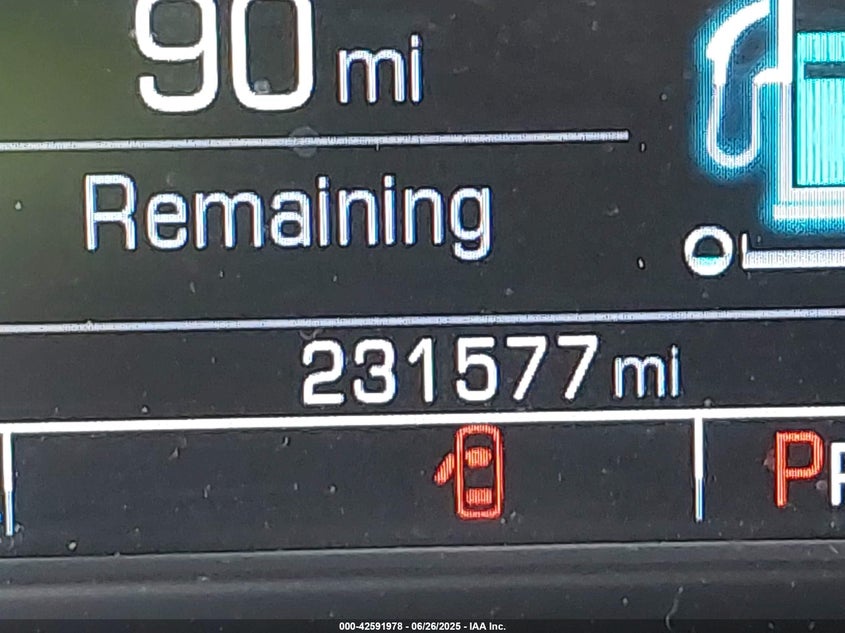 90 mi
Remaining
231577 mi
P
000-42591978 - 06/26/2025 - IAA Inc.